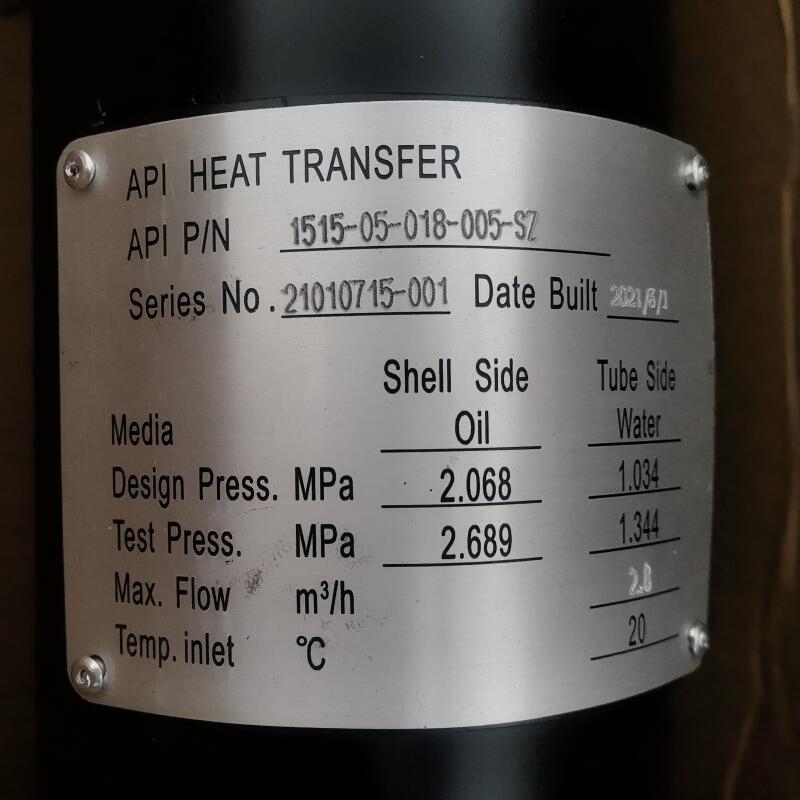 API HEAT TRANSFER
API P/N 1515-05-018-005-SZ
Series No. 21010715-001 Date Built 2021/6/1
Shell Side Tube Side
Media Oil Water
Design Press. MPa 2.068 1.034
Test Press. MPa 2.689 1.344
Max. Flow m³/h 2.8
Temp. inlet °C 20